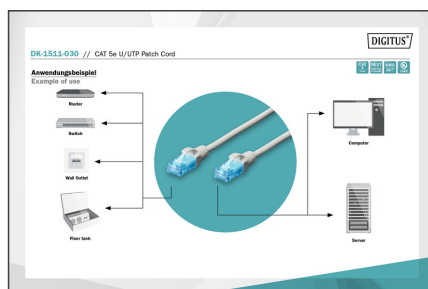 DIGITUS®
DK-1511-030 // CAT 5e U/UTP Patch Cord
Anwendungsbeispiel
Example of use
Router
Switch
Wall Outlet
Floor tank
Computer
Server
CAT